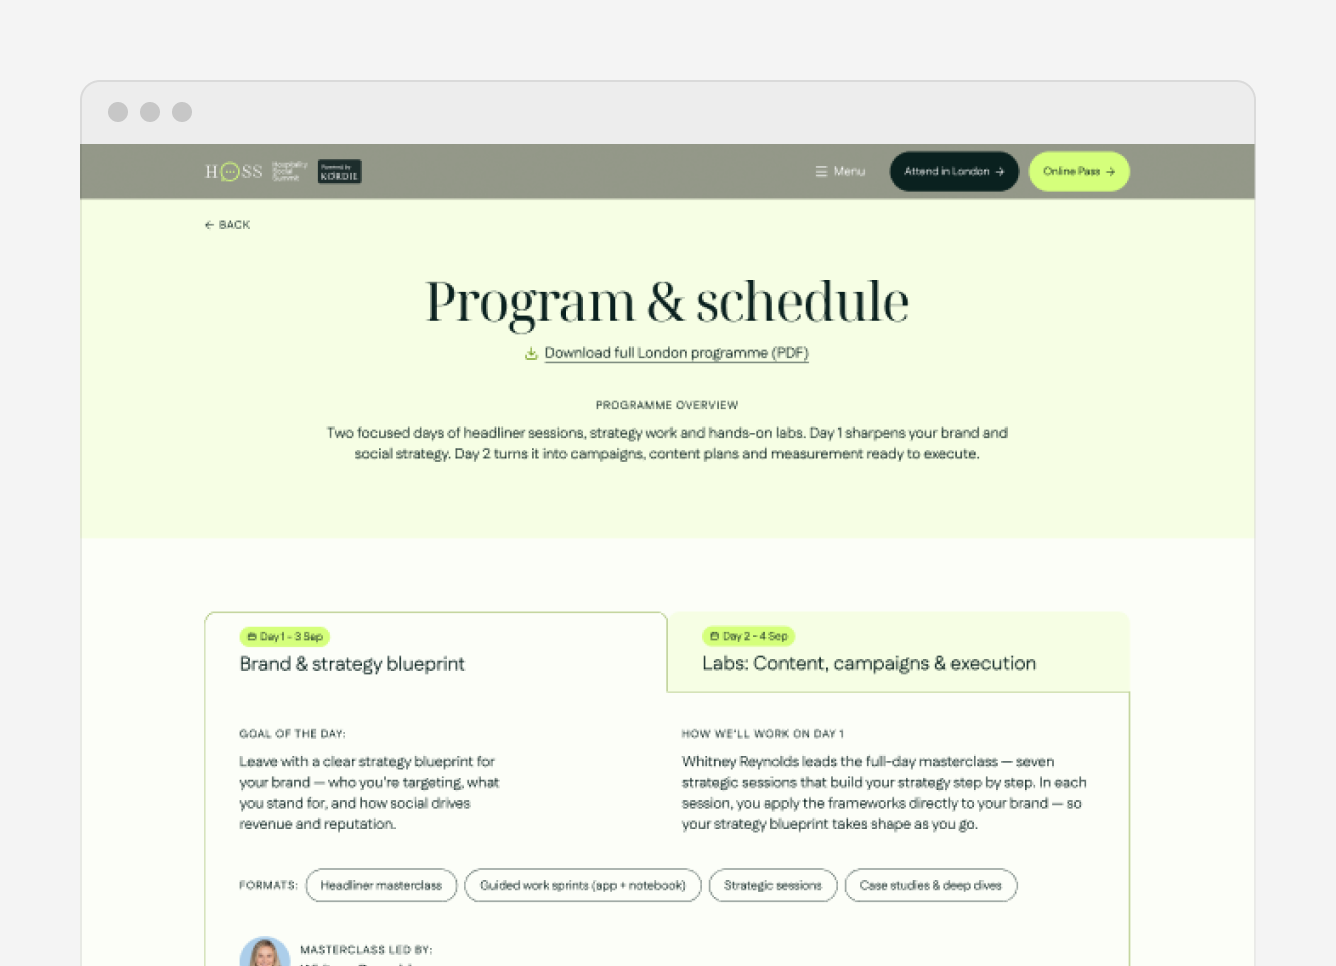 HOSS
Hospitality
Social
Summit
Powered by
KORDIE
Menu
Attend in London →
Online Pass →
← BACK
Program & schedule
Download full London programme (PDF)
PROGRAMME OVERVIEW
Two focused days of headliner sessions, strategy work and hands-on labs. Day 1 sharpens your brand and
social strategy. Day 2 turns it into campaigns, content plans and measurement ready to execute.
Day 1 - 3 Sep
Brand & strategy blueprint
Day 2 - 4 Sep
Labs: Content, campaigns & execution
GOAL OF THE DAY:
Leave with a clear strategy blueprint for
your brand — who you're targeting, what
you stand for, and how social drives
revenue and reputation.
HOW WE'LL WORK ON DAY 1
Whitney Reynolds leads the full-day masterclass — seven
strategic sessions that build your strategy step by step. In each
session, you apply the frameworks directly to your brand — so
your strategy blueprint takes shape as you go.
FORMATS:
Headliner masterclass
Guided work sprints (app + notebook)
Strategic sessions
Case studies & deep dives
MASTERCLASS LED BY: